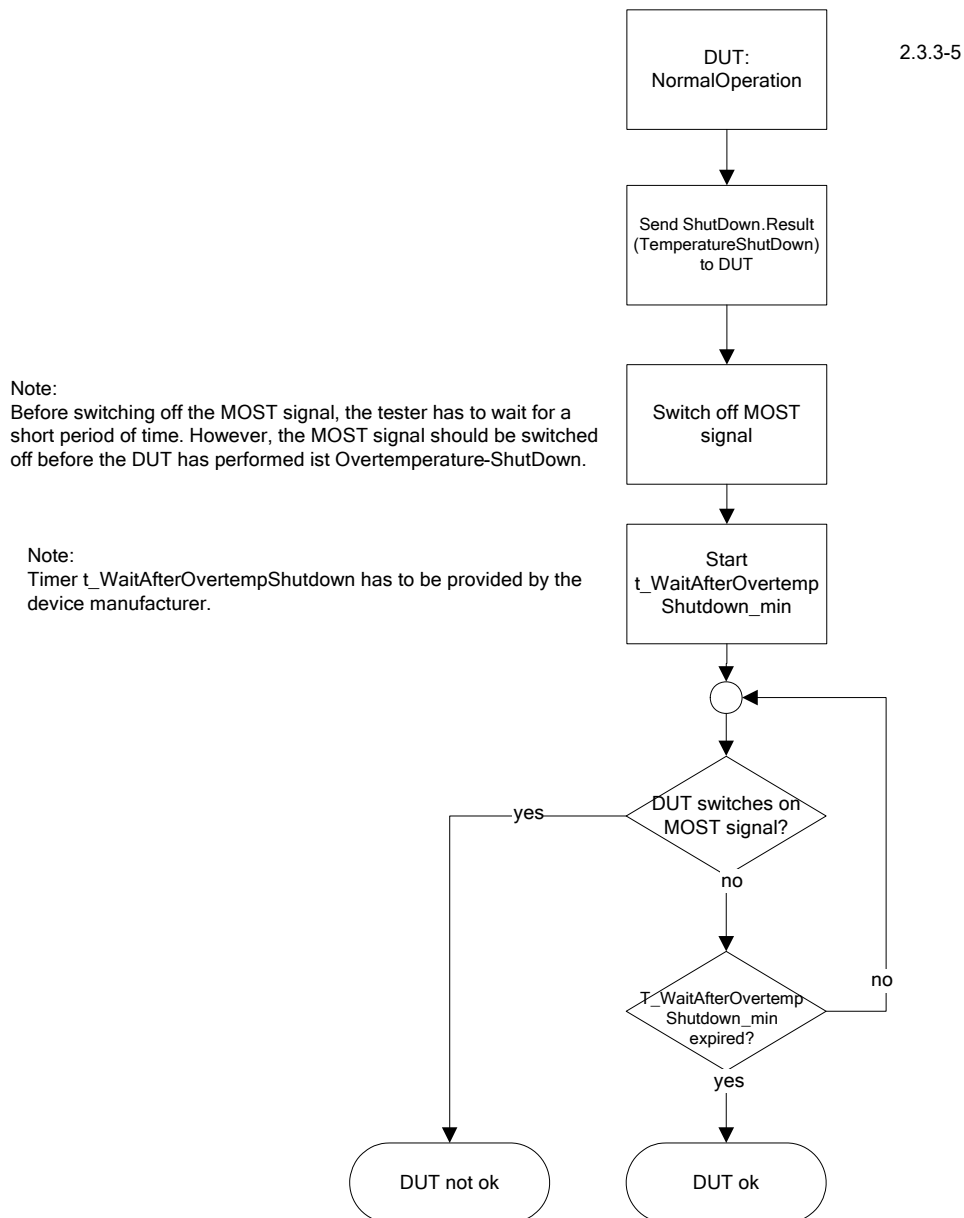 2.3.3-5
DUT:
NormalOperation
Send ShutDown.Result
(TemperatureShutDown)
to DUT
Note:
Before switching off the MOST signal, the tester has to wait for a
short period of time. However, the MOST signal should be switched
off before the DUT has performed ist Overtemperature-ShutDown.
Switch off MOST
signal
Note:
Timer t_WaitAfterOvertempShutdown has to be provided by the
device manufacturer.
Start
t_WaitAfterOvertemp
Shutdown_min
DUT switches on
MOST signal?
yes
no
T_WaitAfterOvertemp
Shutdown_min
expired?
no
yes
DUT not ok
DUT ok